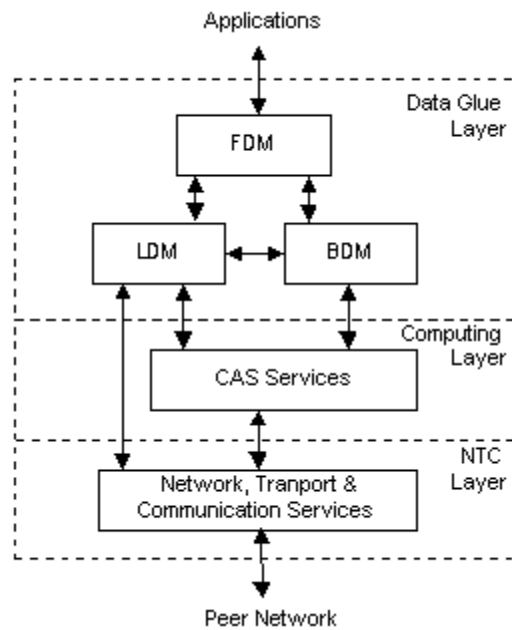 Applications
Data Glue
Layer
FDM
LDM
BDM
Computing
Layer
CAS Services
NTC
Layer
Network, Tranport &
Communication Services
Peer Network